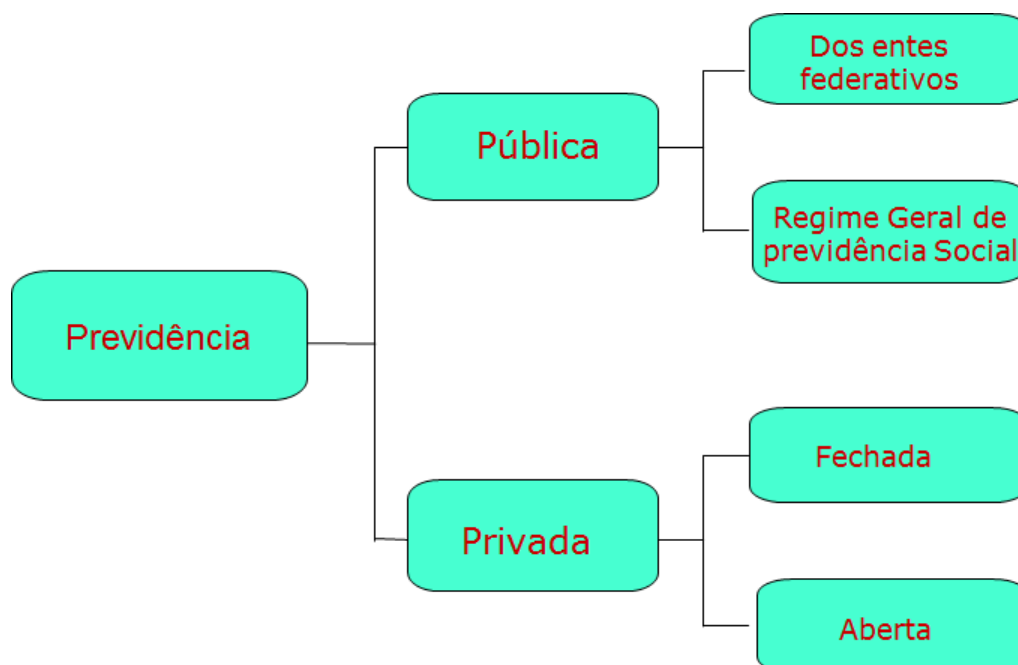 Dos entes
federativos
Pública
Regime Geral de
previdência Social
Previdência
Fechada
Privada
Aberta